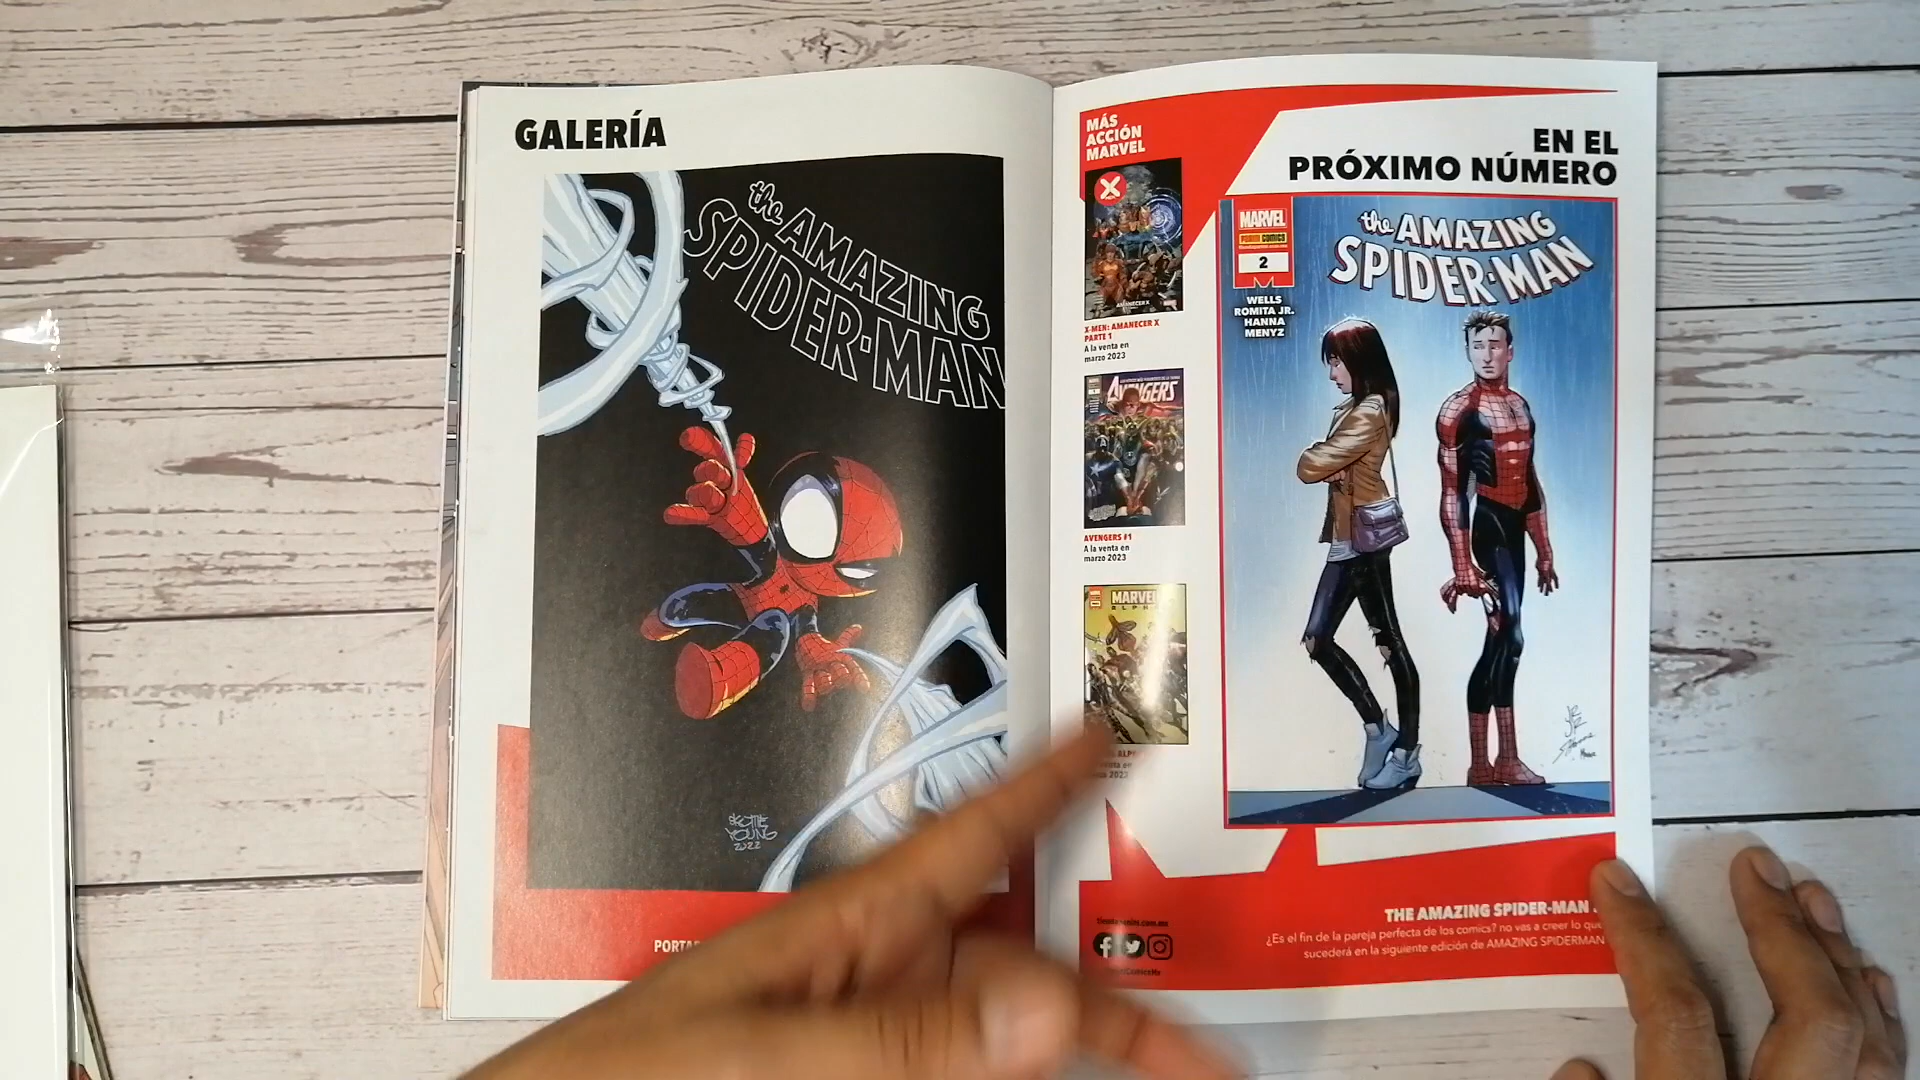 GALERÍA
the AMAZING
SPIDER-MAN
SKOTTIE
YOUNG
2022
MÁS
ACCIÓN
MARVEL
AMANECER X
X-MEN: AMANECER X
PARTE 1
A la venta en
marzo 2023
AVENGERS
AVENGERS #1
A la venta en
marzo 2023
MARVEL
EN EL
PRÓXIMO NÚMERO
MARVEL
PANINI COMICS
2
WELLS
ROMITA JR.
HANNA
MENYZ
the AMAZING
SPIDER-MAN
JR
JR
THE AMAZING SPIDER-MAN
¿Es el fin de la pareja perfecta de los comics? no vas a creer lo que
sucederá en la siguiente edición de AMAZING SPIDERMAN